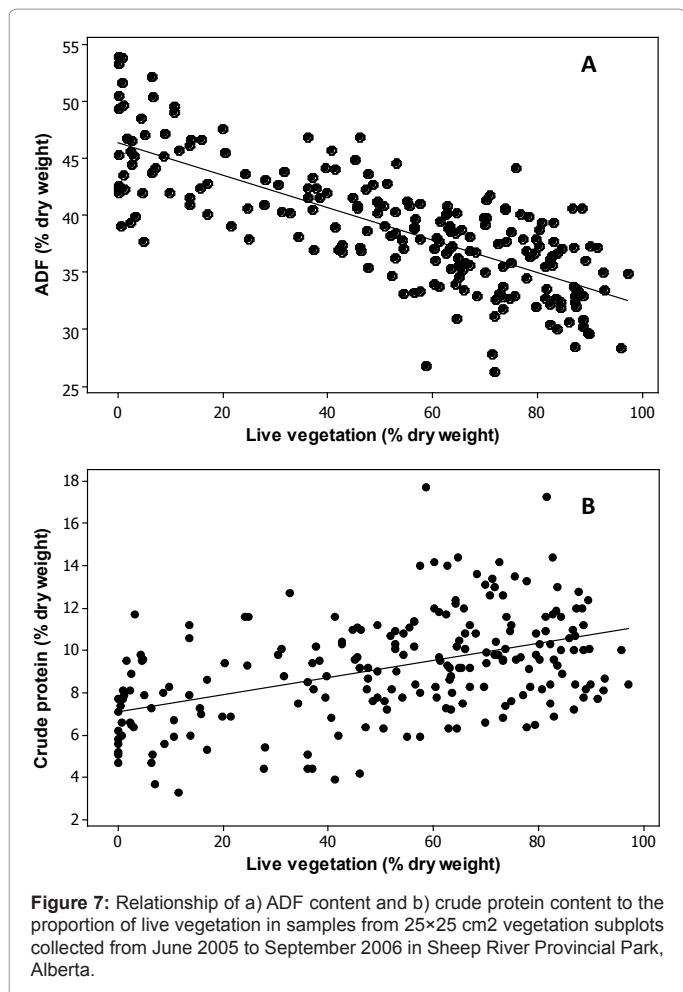 55
A
50
45
40
35
30
25
ADF (% dry weight)
0 20 40 60 80 100
Live vegetation (% dry weight)
18
B
16
14
12
10
8
6
4
2
Crude protein (% dry weight)
0 20 40 60 80 100
Live vegetation (% dry weight)
Figure 7: Relationship of a) ADF content and b) crude protein content to the
proportion of live vegetation in samples from 25×25 cm2 vegetation subplots
collected from June 2005 to September 2006 in Sheep River Provincial Park,
Alberta.